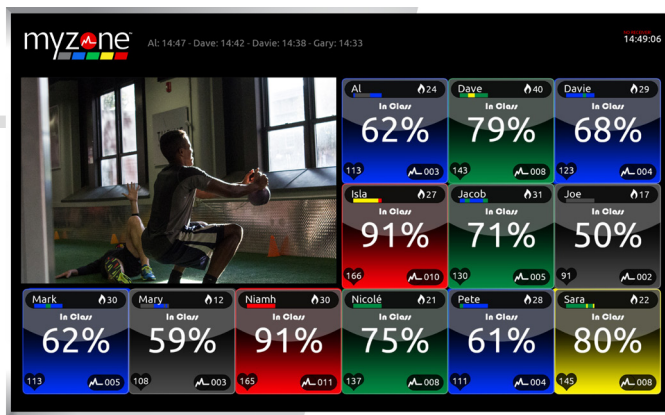 myzone
Al: 14:47 - Dave: 14:42 - Davie: 14:38 - Gary: 14:33
14:49:06
Al 24
In Class
62%
113 003
Dave 40
In Class
79%
143 008
Davie 29
In Class
68%
123 004
Isla 27
In Class
91%
166 010
Jacob 31
In Class
71%
130 005
Joe 17
In Class
50%
91 002
Mark 30
In Class
62%
113 005
Mary 12
In Class
59%
108 003
Niamh 30
In Class
91%
165 011
Nicolé 21
In Class
75%
137 008
Pete 28
In Class
61%
111 004
Sara 22
In Class
80%
145 008